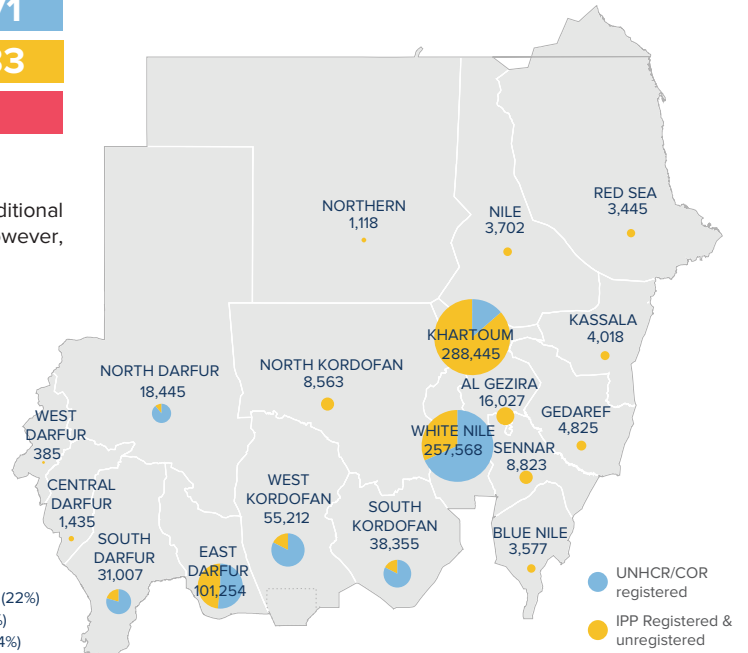 ditional
owever,
NORTHERN
1,118
NILE
3,702
RED SEA
3,445
KHARTOUM
288,445
KASSALA
4,018
NORTH DARFUR
18,445
NORTH KORDOFAN
8,563
AL GEZIRA
16,027
GEDAREF
4,825
WEST
DARFUR
385
WHITE NILE
257,568
SENNAR
8,823
CENTRAL
DARFUR
1,435
WEST
KORDOFAN
55,212
SOUTH
KORDOFAN
38,355
SOUTH
DARFUR
31,007
EAST
DARFUR
101,254
BLUE NILE
3,577
UNHCR/COR
registered
IPP Registered &
unregistered
(22%)
%)
4%)